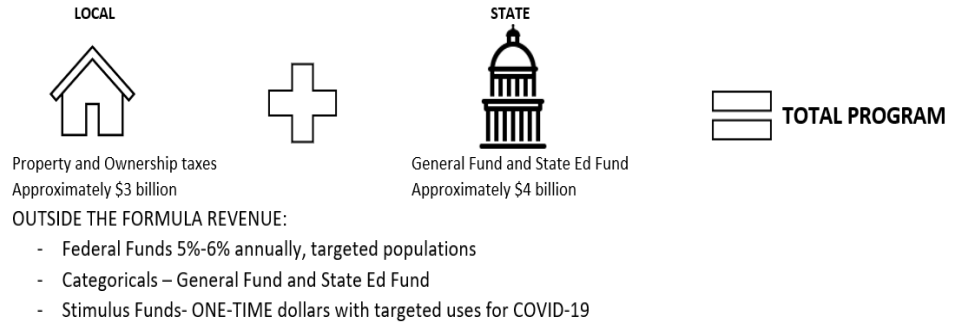 LOCAL
STATE
TOTAL PROGRAM
Property and Ownership taxes
Approximately $3 billion
General Fund and State Ed Fund
Approximately $4 billion
OUTSIDE THE FORMULA REVENUE:
- Federal Funds 5%-6% annually, targeted populations
- Categoricals – General Fund and State Ed Fund
- Stimulus Funds- ONE-TIME dollars with targeted uses for COVID-19